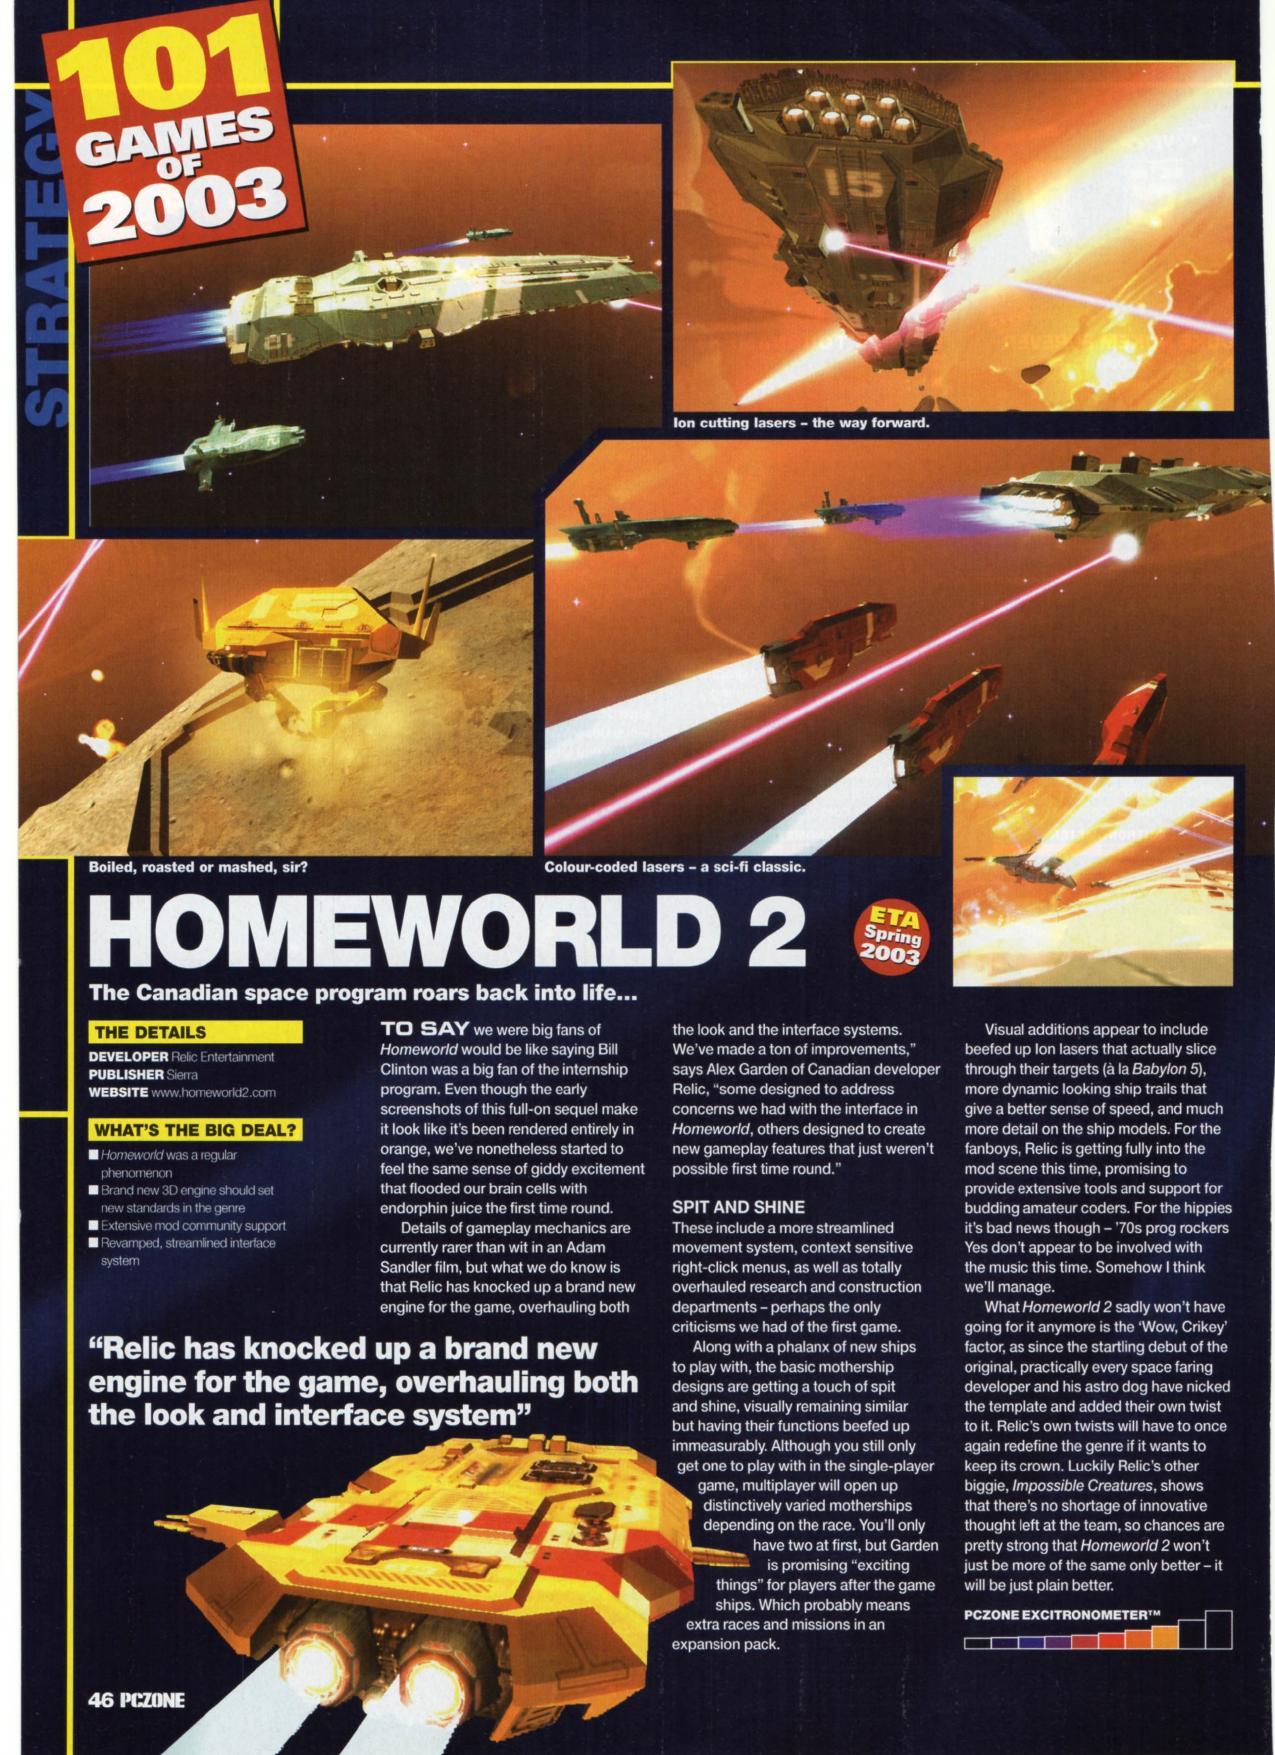 STRATEGY
101
GAMES
OF
2003
15
Ion cutting lasers – the way forward.
15
Boiled, roasted or mashed, sir?
Colour-coded lasers – a sci-fi classic.
HOMEWORLD 2
ETA
Spring
2003
The Canadian space program roars back into life...
THE DETAILS
DEVELOPER Relic Entertainment
PUBLISHER Sierra
WEBSITE www.homeworld2.com
WHAT'S THE BIG DEAL?
■ Homeworld was a regular
phenomenon
■ Brand new 3D engine should set
new standards in the genre
■ Extensive mod community support
■ Revamped, streamlined interface
system
TO SAY we were big fans of
Homeworld would be like saying Bill
Clinton was a big fan of the internship
program. Even though the early
screenshots of this full-on sequel make
it look like it's been rendered entirely in
orange, we've nonetheless started to
feel the same sense of giddy excitement
that flooded our brain cells with
endorphin juice the first time round.
Details of gameplay mechanics are
currently rarer than wit in an Adam
Sandler film, but what we do know is
that Relic has knocked up a brand new
engine for the game, overhauling both
the look and the interface systems.
We've made a ton of improvements,"
says Alex Garden of Canadian developer
Relic, "some designed to address
concerns we had with the interface in
Homeworld, others designed to create
new gameplay features that just weren't
possible first time round."
SPIT AND SHINE
These include a more streamlined
movement system, context sensitive
right-click menus, as well as totally
overhauled research and construction
departments – perhaps the only
criticisms we had of the first game.
Along with a phalanx of new ships
to play with, the basic mothership
designs are getting a touch of spit
and shine, visually remaining similar
but having their functions beefed up
immeasurably. Although you still only
get one to play with in the single-player
game, multiplayer will open up
distinctively varied motherships
depending on the race. You'll only
have two at first, but Garden
is promising "exciting
things" for players after the game
ships. Which probably means
extra races and missions in an
expansion pack.
Visual additions appear to include
beefed up Ion lasers that actually slice
through their targets (à la Babylon 5),
more dynamic looking ship trails that
give a better sense of speed, and much
more detail on the ship models. For the
fanboys, Relic is getting fully into the
mod scene this time, promising to
provide extensive tools and support for
budding amateur coders. For the hippies
it's bad news though – '70s prog rockers
Yes don't appear to be involved with
the music this time. Somehow I think
we'll manage.
What Homeworld 2 sadly won't have
going for it anymore is the 'Wow, Crikey'
factor, as since the startling debut of the
original, practically every space faring
developer and his astro dog have nicked
the template and added their own twist
to it. Relic's own twists will have to once
again redefine the genre if it wants to
keep its crown. Luckily Relic's other
biggie, Impossible Creatures, shows
that there's no shortage of innovative
thought left at the team, so chances are
pretty strong that Homeworld 2 won't
just be more of the same only better – it
will be just plain better.
PCZONE EXCITRONOMETER™
"Relic has knocked up a brand new
engine for the game, overhauling both
the look and interface system"
46 PCZONE